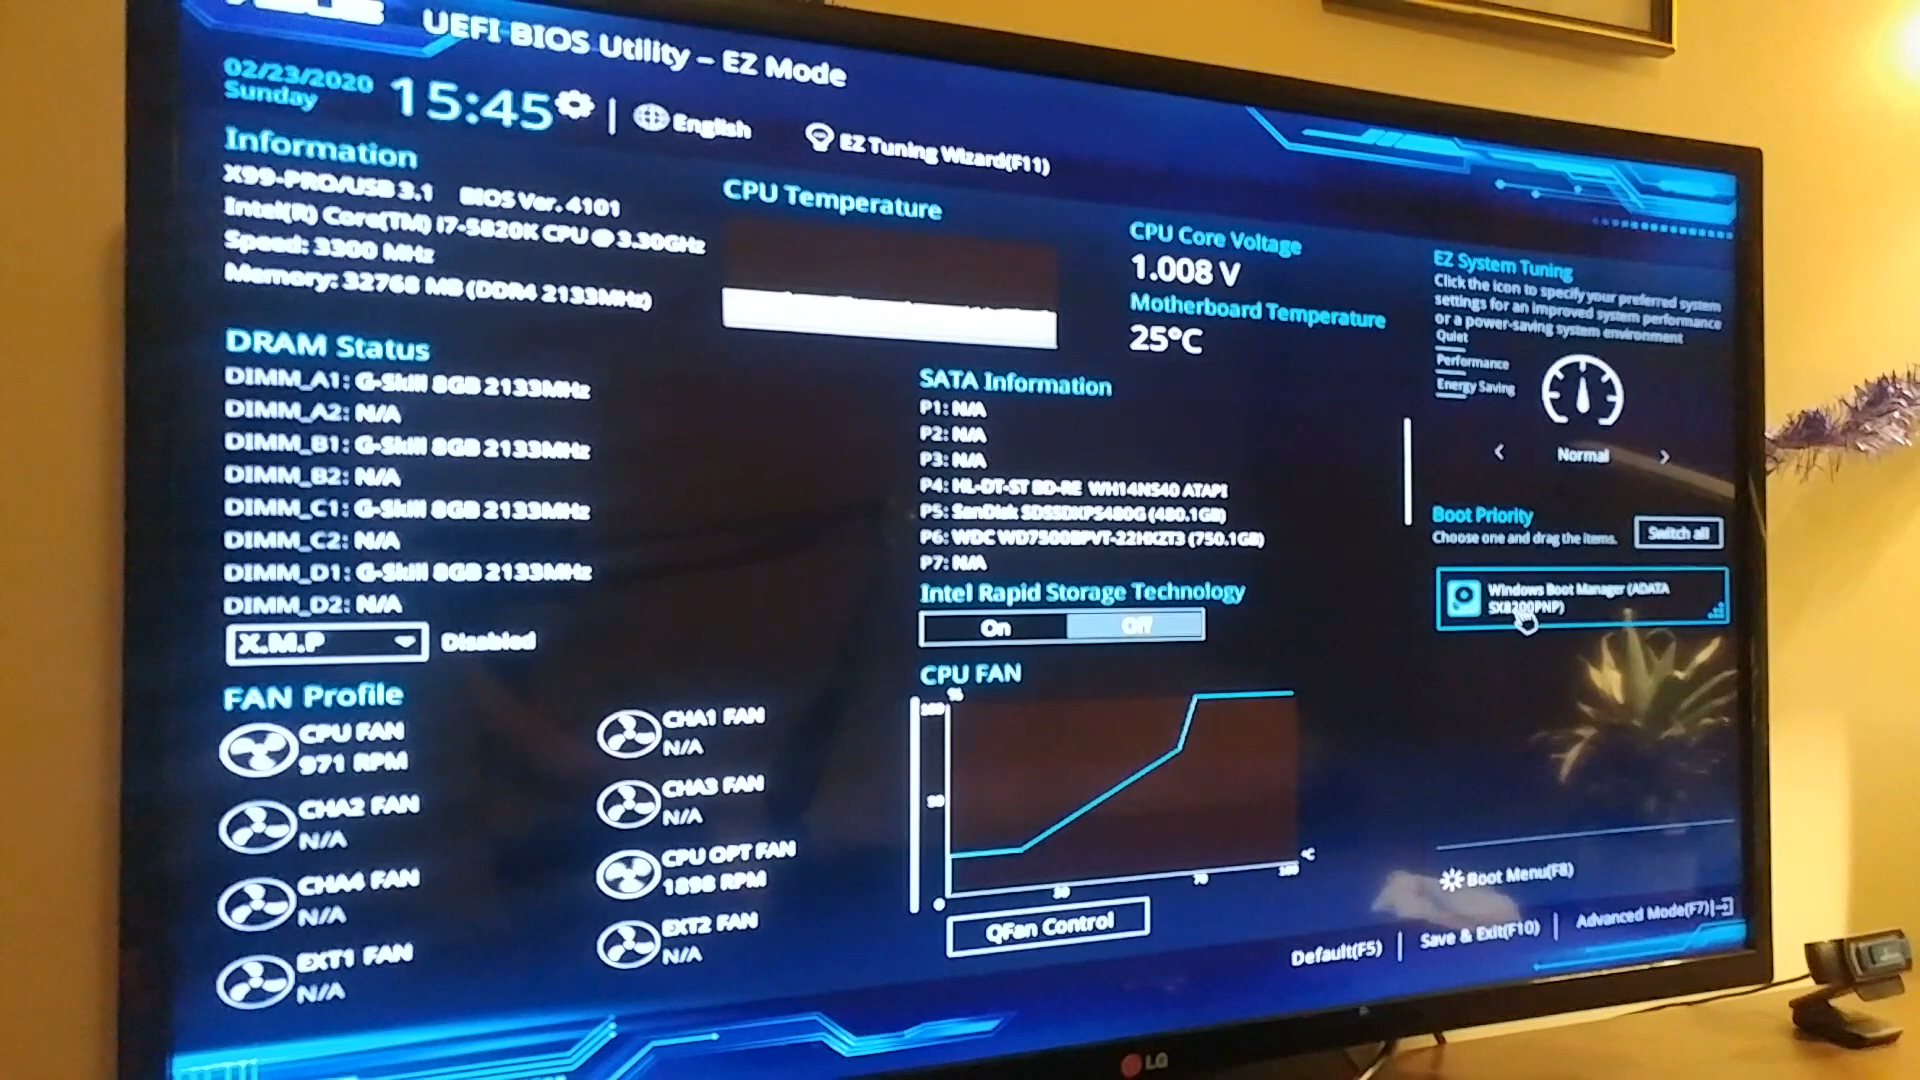 UEFI BIOS Utility – EZ Mode
02/23/2020
Sunday
15:45
English
EZ Tuning Wizard(F11)
Information
X99-PRO/USB 3.1 BIOS Ver. 4101
Intel(R) Core(TM) i7-5820K CPU @ 3.30GHz
Speed: 3300 MHz
Memory: 32768 MB (DDR4 2133MHz)
DRAM Status
DIMM_A1: G-Skill 8GB 2133MHz
DIMM_A2: N/A
DIMM_B1: G-Skill 8GB 2133MHz
DIMM_B2: N/A
DIMM_C1: G-Skill 8GB 2133MHz
DIMM_C2: N/A
DIMM_D1: G-Skill 8GB 2133MHz
DIMM_D2: N/A
X.M.P Disabled
FAN Profile
CPU FAN
971 RPM
CHA1 FAN
N/A
CHA2 FAN
N/A
CHA3 FAN
N/A
CHA4 FAN
N/A
CPU OPT FAN
1898 RPM
EXT1 FAN
N/A
EXT2 FAN
N/A
CPU Temperature
CPU Core Voltage
1.008 V
Motherboard Temperature
25°C
SATA Information
P1: N/A
P2: N/A
P3: N/A
P4: HL-DT-ST BD-RE WH14NS40 ATAPI
P5: SanDisk SDSSDXPS480G (480.1GB)
P6: WDC WD7500BPVT-22HXZT3 (750.1GB)
P7: N/A
Intel Rapid Storage Technology
On Off
CPU FAN
%
100
50
0
30
70
100
°C
QFan Control
EZ System Tuning
Click the icon to specify your preferred system
settings for an improved system performance
or a power-saving system environment
Quiet
Performance
Energy Saving
Normal
Boot Priority
Choose one and drag the items.
Switch all
Windows Boot Manager (ADATA
SX8200PNP)
Boot Menu(F8)
Default(F5)
Save & Exit(F10)
Advanced Mode(F7)
LG